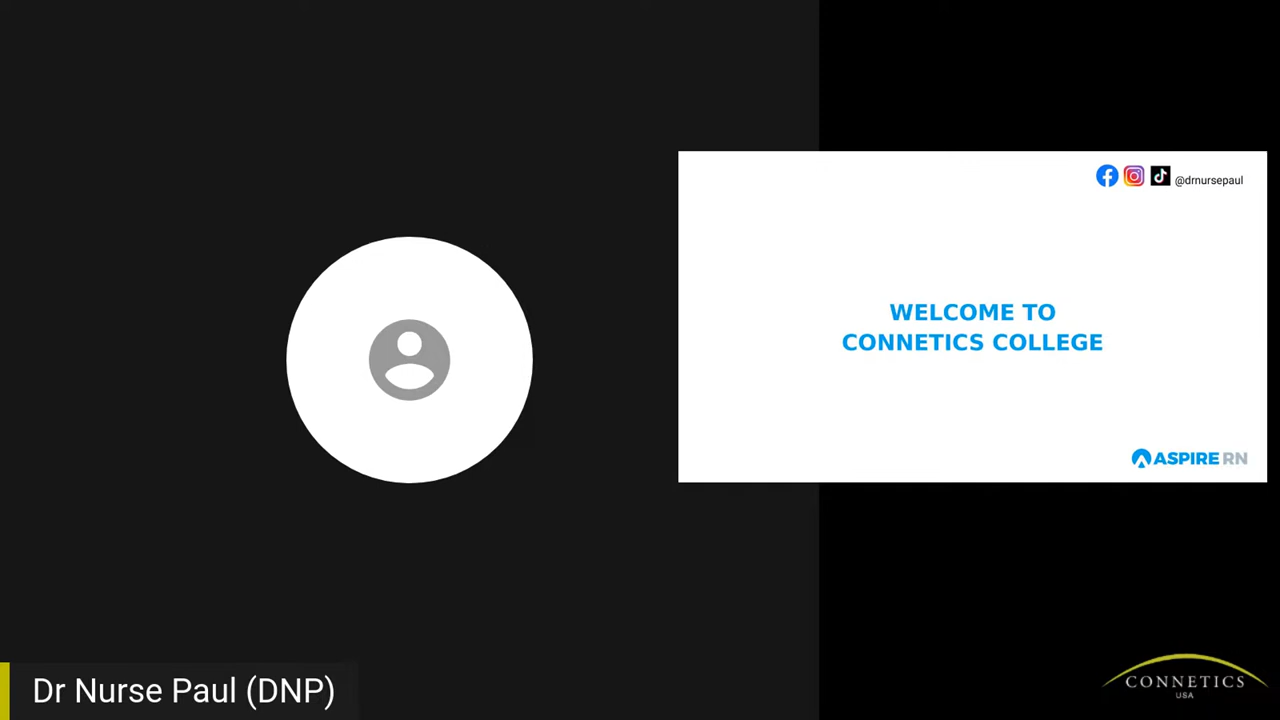 @drnursepaul
WELCOME TO
CONNETICS COLLEGE
ASPIRE RN
Dr Nurse Paul (DNP)
CONNETICS
USA